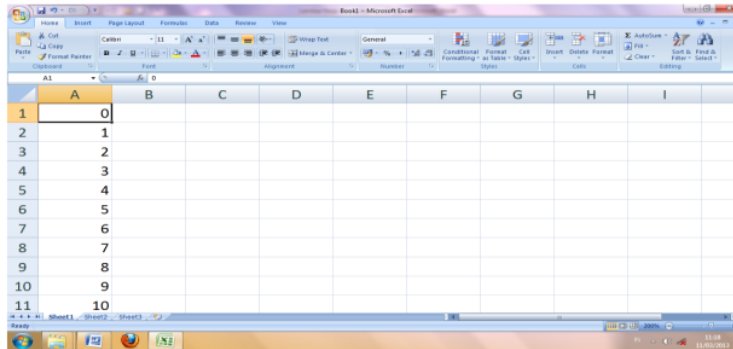 Book1 - Microsoft Excel
Home Insert Page Layout Formulas Data Review View
Cut Calibri 11 Wrap Text General Σ AutoSum
Paste Copy Conditional Format Cell Insert Delete Format Fill Sort & Find &
Format Painter B I U Merge & Center % Formatting as Table Styles Clear Filter Select
Clipboard Font Alignment Number Styles Cells Editing
A1 fx 0
A B C D E F G H I
1 0
2 1
3 2
4 3
5 4
6 5
7 6
8 7
9 8
10 9
11 10
Sheet1 Sheet2 Sheet3
Ready 200%
11/02/2012